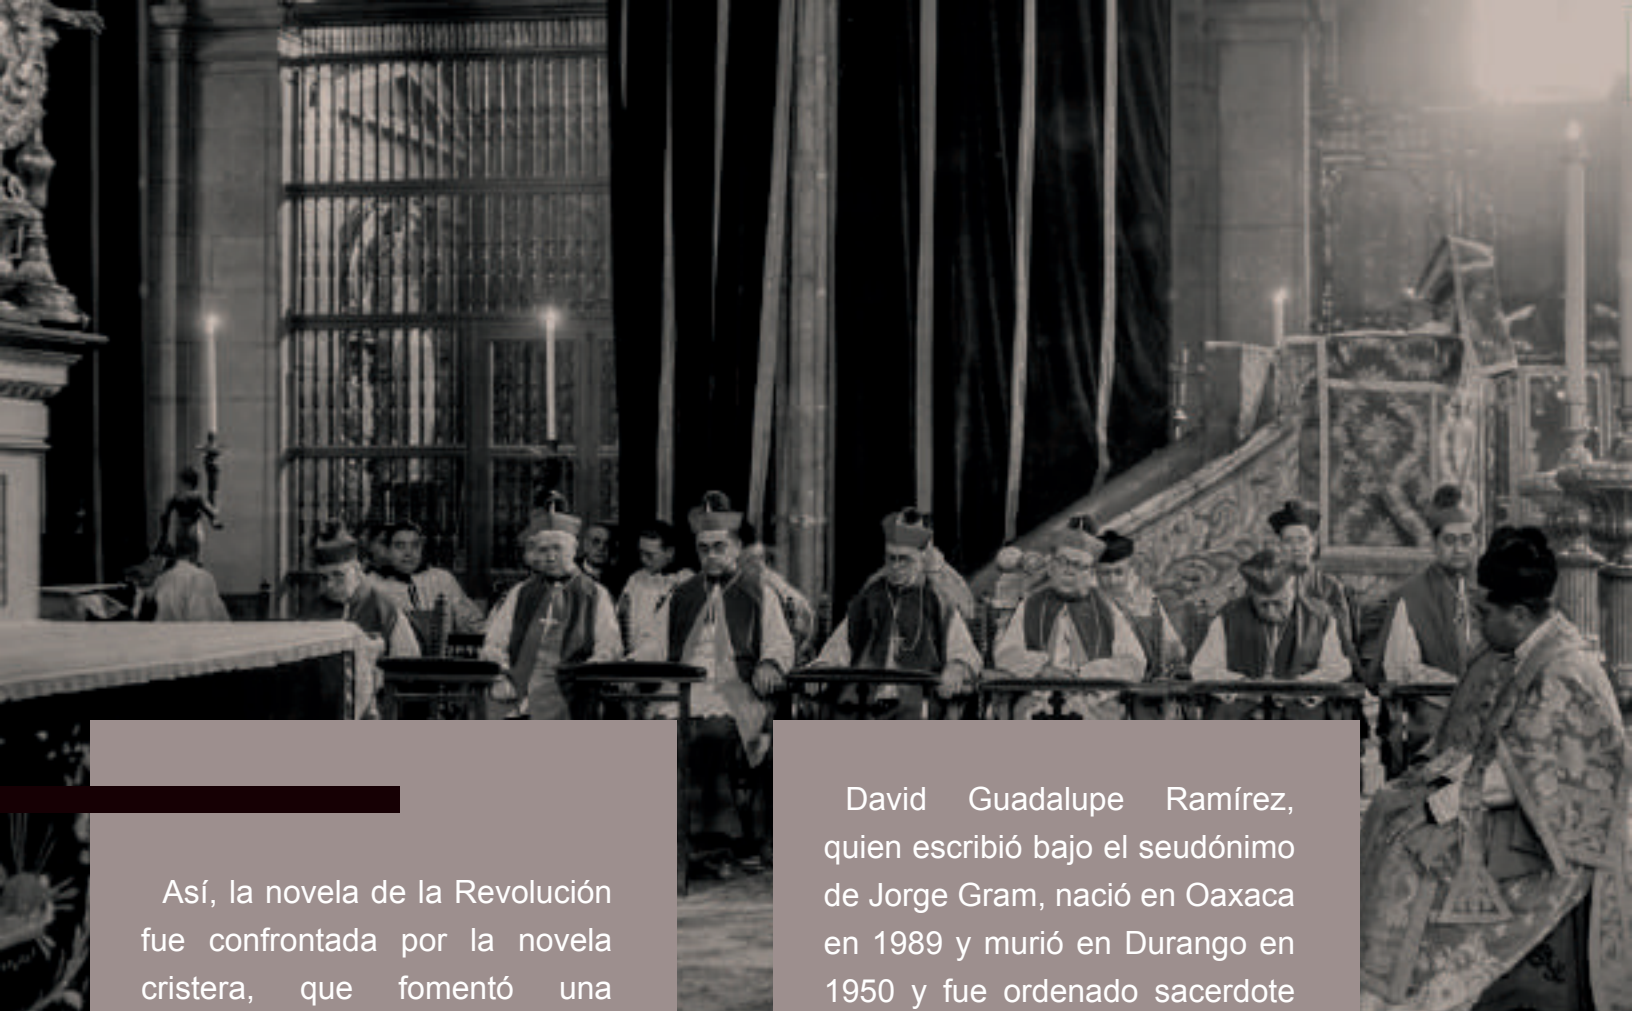 Así, la novela de la Revolución
fue confrontada por la novela
cristera, que fomentó una
David Guadalupe Ramírez,
quien escribió bajo el seudónimo
de Jorge Gram, nació en Oaxaca
en 1989 y murió en Durango en
1950 y fue ordenado sacerdote